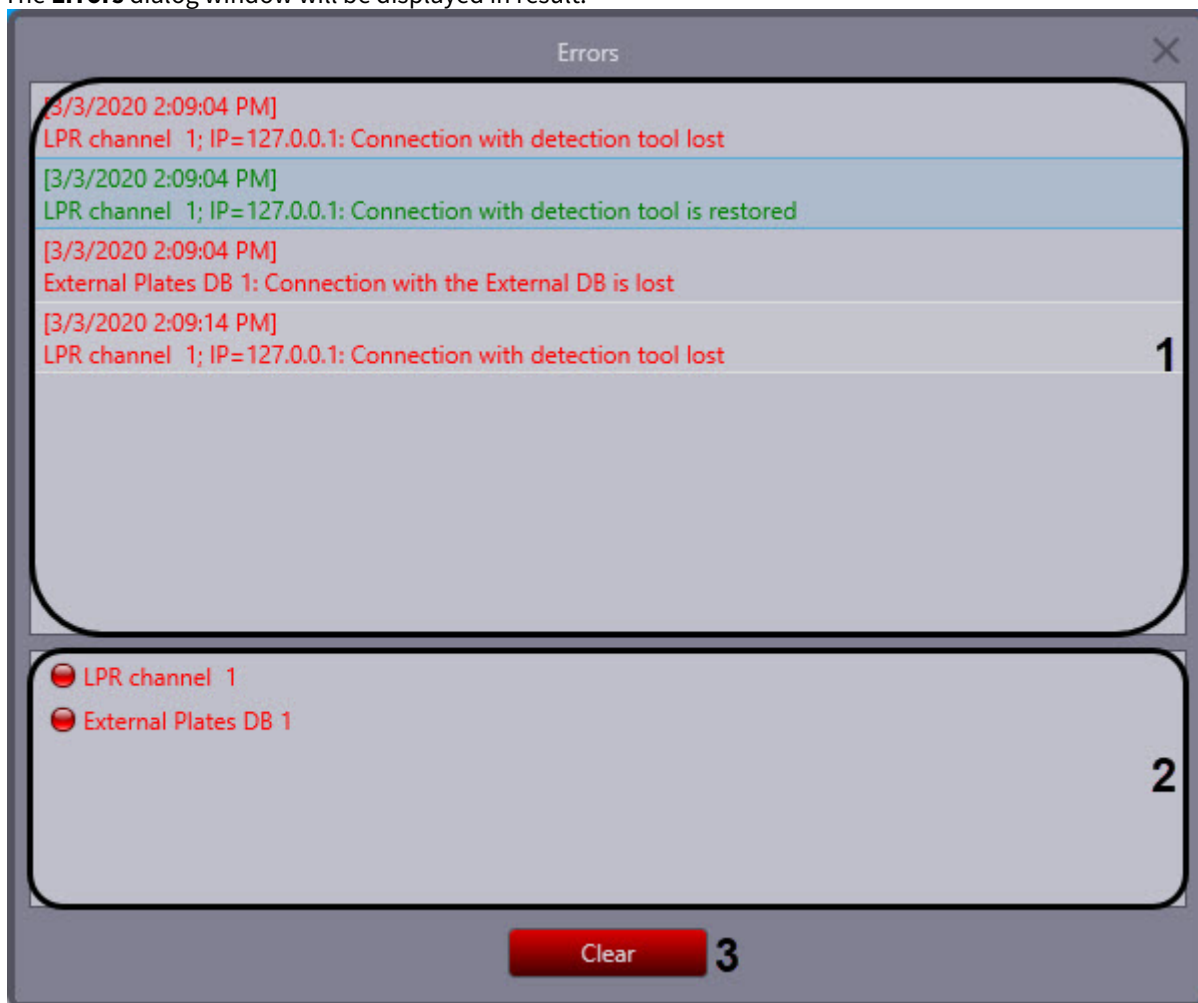 The Errors dialog window will be displayed in result.
Errors
[3/3/2020 2:09:04 PM]
LPR channel  1; IP=127.0.0.1: Connection with detection tool lost
[3/3/2020 2:09:04 PM]
LPR channel  1; IP=127.0.0.1: Connection with detection tool is restored
[3/3/2020 2:09:04 PM]
External Plates DB 1: Connection with the External DB is lost
[3/3/2020 2:09:14 PM]
LPR channel  1; IP=127.0.0.1: Connection with detection tool lost
1
LPR channel  1
External Plates DB 1
2
Clear 3